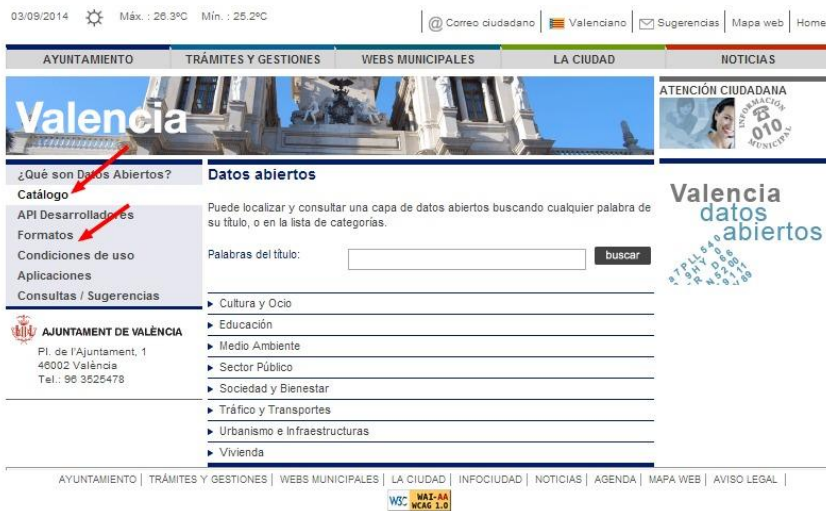 03/09/2014 Máx. : 26.3ºC Mín. : 25.2ºC
@ Correo ciudadano | Valenciano | Sugerencias | Mapa web | Home
AYUNTAMIENTO TRÁMITES Y GESTIONES WEBS MUNICIPALES LA CIUDAD NOTICIAS
Valencia
ATENCIÓN CIUDADANA
INFORMACIÓN
010
MUNICIPAL
¿Qué son Datos Abiertos?
Catálogo
API Desarrolladores
Formatos
Condiciones de uso
Aplicaciones
Consultas / Sugerencias
AJUNTAMENT DE VALÈNCIA
Pl. de l'Ajuntament, 1
46002 València
Tel.: 96 3525478
Datos abiertos
Puede localizar y consultar una capa de datos abiertos buscando cualquier palabra de
su título, o en la lista de categorías.
Palabras del título: buscar
Cultura y Ocio
Educación
Medio Ambiente
Sector Público
Sociedad y Bienestar
Tráfico y Transportes
Urbanismo e Infraestructuras
Vivienda
Valencia
datos
abiertos
AYUNTAMIENTO | TRÁMITES Y GESTIONES | WEBS MUNICIPALES | LA CIUDAD | INFOCIUDAD | NOTICIAS | AGENDA | MAPA WEB | AVISO LEGAL |
W3C WAI-AA
WCAG 1.0